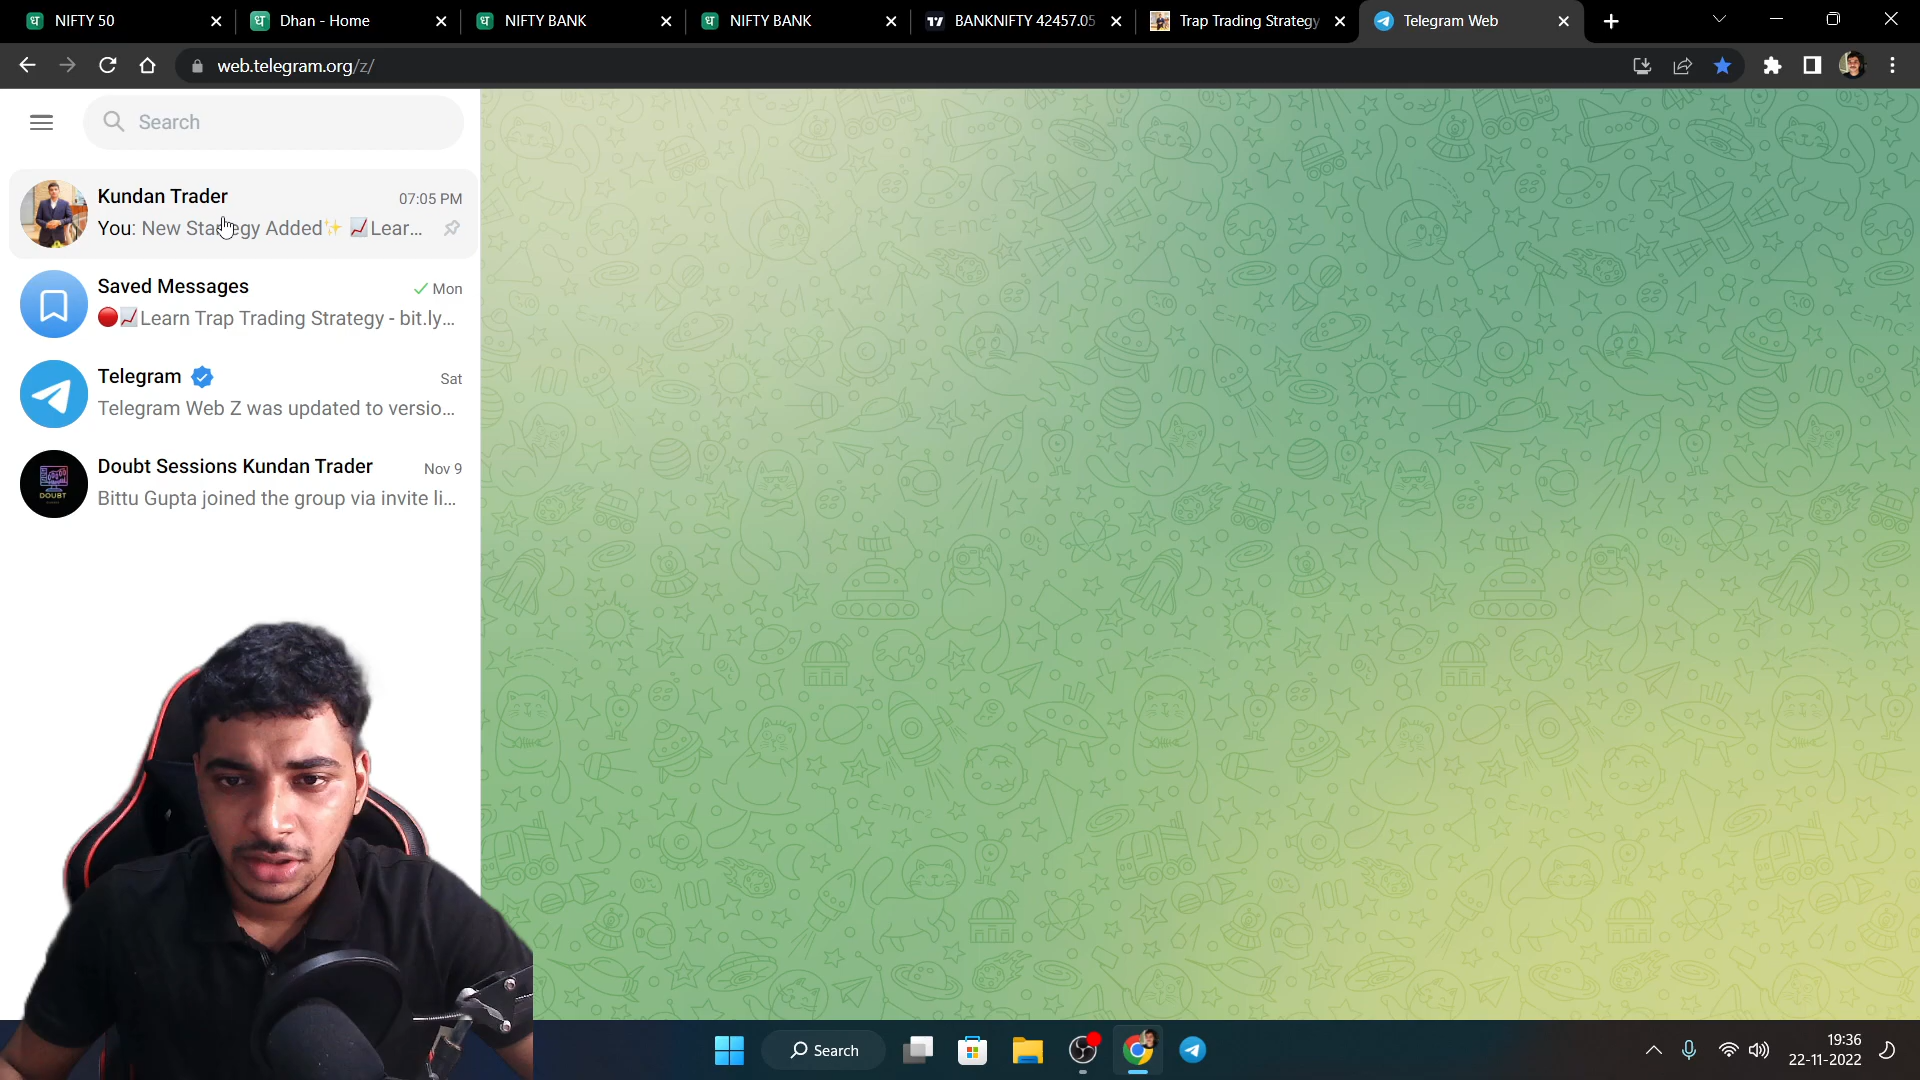 NIFTY 50
Dhan - Home
NIFTY BANK
NIFTY BANK
BANKNIFTY 42457.05
Trap Trading Strategy
Telegram Web
web.telegram.org/z/
Search
Kundan Trader 07:05 PM
You: New Stategy Added✨ 📈Lear...
Saved Messages ✓ Mon
🔴📈Learn Trap Trading Strategy - bit.ly...
Telegram Sat
Telegram Web Z was updated to versio...
Doubt Sessions Kundan Trader Nov 9
Bittu Gupta joined the group via invite li...
DOUBT
Search
19:36
22-11-2022